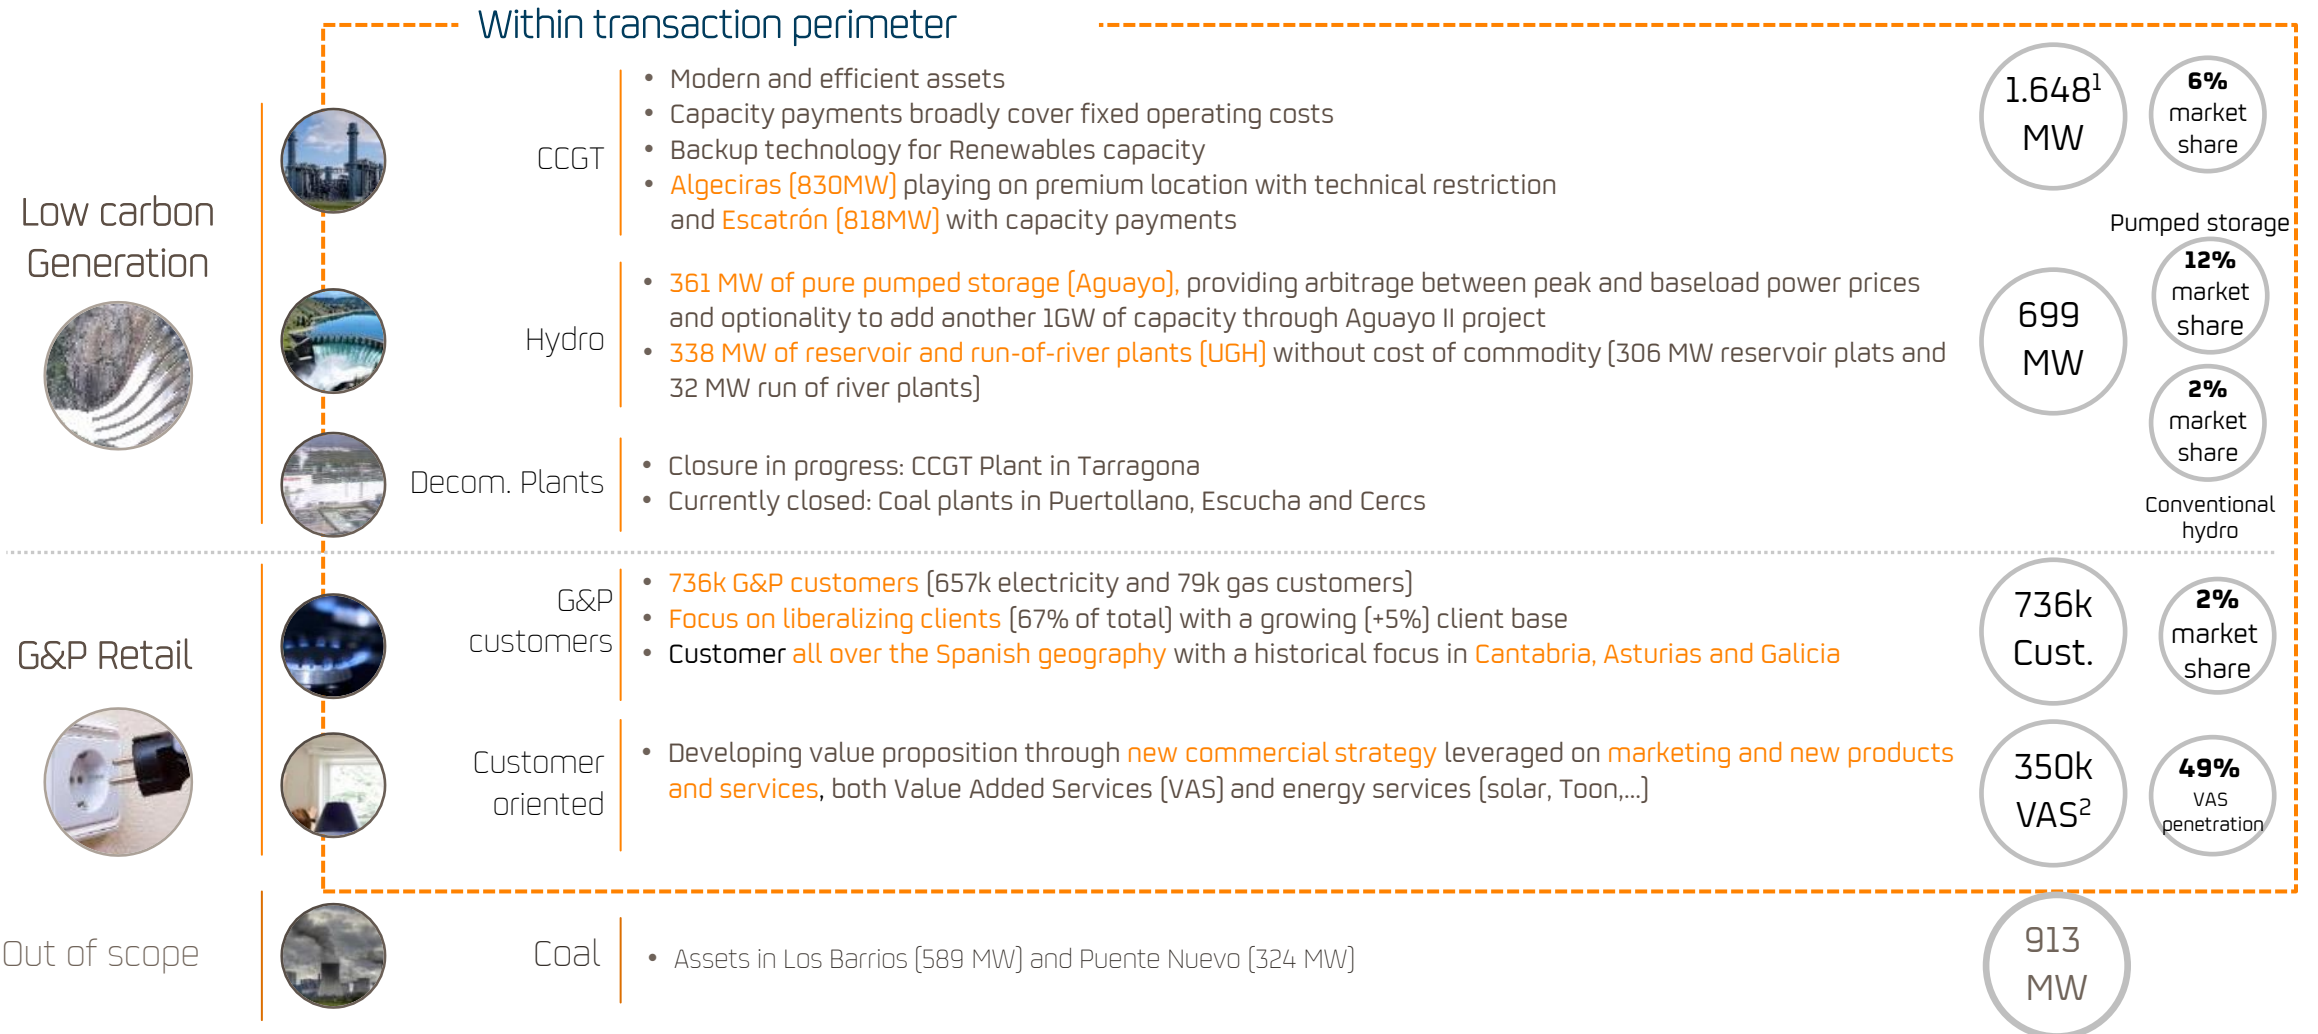 Within transaction perimeter
Low carbon
Generation
CCGT
• Modern and efficient assets
• Capacity payments broadly cover fixed operating costs
• Backup technology for Renewables capacity
• Algeciras (830MW) playing on premium location with technical restriction
and Escatrón (818MW) with capacity payments
1.648¹
MW
6%
market
share
Hydro
• 361 MW of pure pumped storage (Aguayo), providing arbitrage between peak and baseload power prices
and optionality to add another 1GW of capacity through Aguayo II project
• 338 MW of reservoir and run-of-river plants (UGH) without cost of commodity (306 MW reservoir plats and
32 MW run of river plants)
699
MW
Pumped storage
12%
market
share
2%
market
share
Conventional
hydro
Decom. Plants
• Closure in progress: CCGT Plant in Tarragona
• Currently closed: Coal plants in Puertollano, Escucha and Cercs
G&P Retail
G&P
customers
• 736k G&P customers (657k electricity and 79k gas customers)
• Focus on liberalizing clients (67% of total) with a growing (+5%) client base
• Customer all over the Spanish geography with a historical focus in Cantabria, Asturias and Galicia
736k
Cust.
2%
market
share
Customer
oriented
• Developing value proposition through new commercial strategy leveraged on marketing and new products
and services, both Value Added Services (VAS) and energy services (solar, Toon,...)
350k
VAS²
49%
VAS
penetration
Out of scope
Coal
• Assets in Los Barrios (589 MW) and Puente Nuevo (324 MW)
913
MW